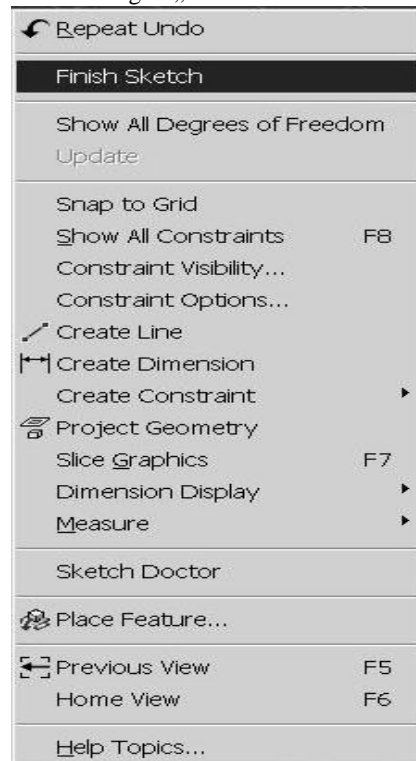 Repeat Undo
Finish Sketch
Show All Degrees of Freedom
Update
Snap to Grid
Show All Constraints F8
Constraint Visibility...
Constraint Options...
Create Line
Create Dimension
Create Constraint
Project Geometry
Slice Graphics F7
Dimension Display
Measure
Sketch Doctor
Place Feature...
Previous View F5
Home View F6
Help Topics...